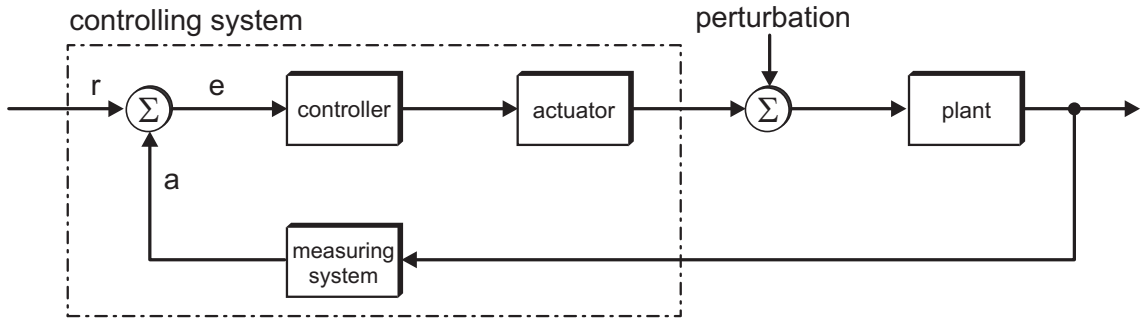 controlling system
perturbation
r
e
Σ
controller
actuator
Σ
plant
a
measuring
system